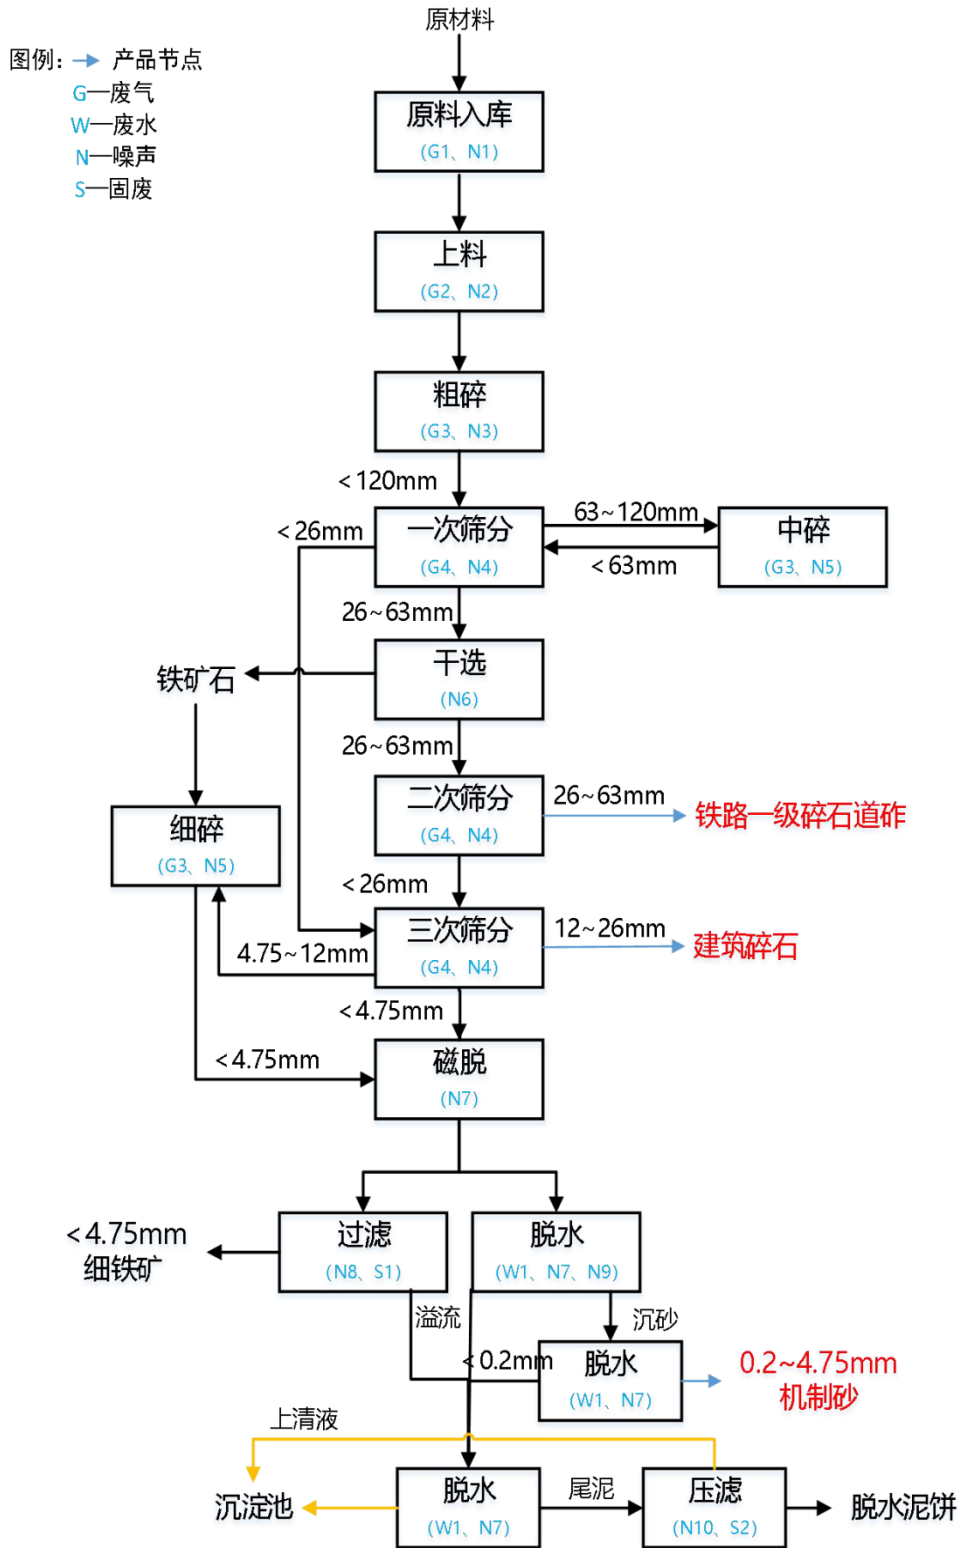 原材料
图例： 产品节点
G—废气
W—废水
N—噪声
S—固废
原料入库
（G1、N1）
上料
（G2、N2）
粗碎
（G3、N3）
＜120mm
一次筛分
（G4、N4）
63~120mm
＜63mm
中碎
（G3、N5）
＜26mm
26~63mm
干选
（N6）
铁矿石
26~63mm
二次筛分
（G4、N4）
26~63mm
铁路一级碎石道砟
细碎
（G3、N5）
＜26mm
三次筛分
（G4、N4）
12~26mm
建筑碎石
4.75~12mm
＜4.75mm
＜4.75mm
磁脱
（N7）
过滤
（N8、S1）
＜4.75mm
细铁矿
脱水
（W1、N7、N9）
溢流
沉砂
＜0.2mm
脱水
（W1、N7）
0.2~4.75mm
机制砂
上清液
沉淀池
脱水
（W1、N7）
尾泥
压滤
（N10、S2）
脱水泥饼